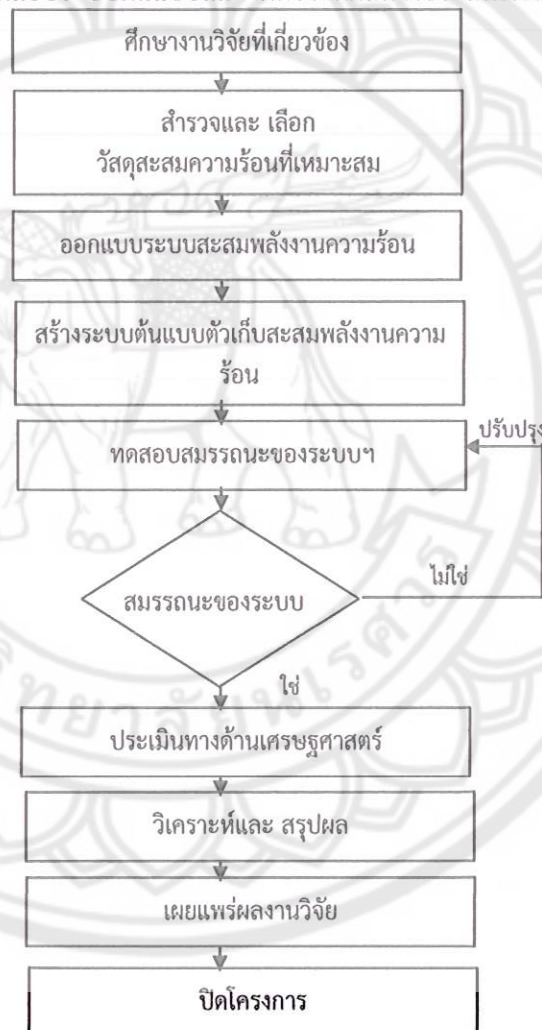 ศึกษางานวิจัยที่เกี่ยวข้อง
สำรวจและ เลือก
วัสดุสะสมความร้อนที่เหมาะสม
ออกแบบระบบสะสมพลังงานความร้อน
สร้างระบบต้นแบบตัวเก็บสะสมพลังงานความ
ร้อน
ปรับปรุง
ทดสอบสมรรถนะของระบบฯ
ไม่ใช่
สมรรถนะของระบบ
ใช่
ประเมินทางด้านเศรษฐศาสตร์
วิเคราะห์และ สรุปผล
เผยแพร่ผลงานวิจัย
ปิดโครงการ